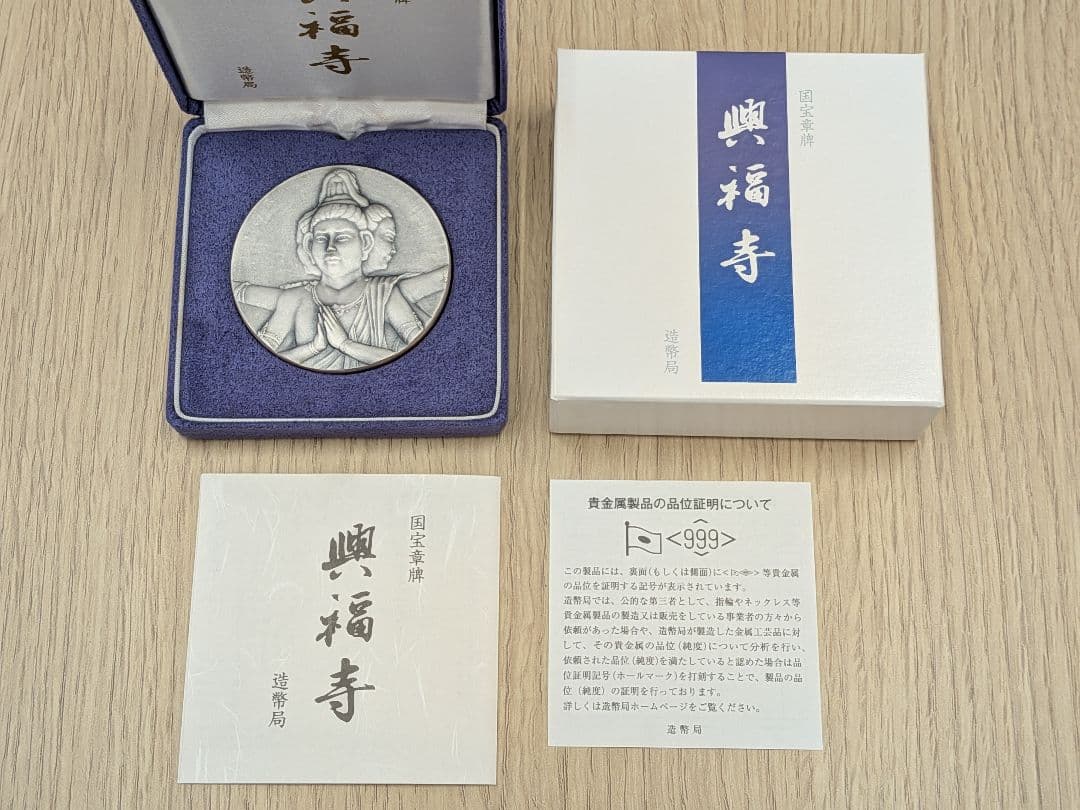 牌
福寺
造幣局
国宝章牌
興福寺
造幣局
国宝章牌
興福寺
造幣局
貴金属製品の品位証明について
<999>
この製品には、裏面(もしくは側面)に< >等貴金属
の品位を証明する記号が表示されています。
造幣局では、公的な第三者として、指輪やネックレス等
貴金属製品の製造又は販売をしている事業者の方々から
依頼があった場合や、造幣局が製造した金属工芸品に対
して、その貴金属の品位(純度)について分析を行い、
依頼された品位(純度)を満たしていると認めた場合は品
位証明記号(ホールマーク)を打刻することで、製品の品
位(純度)の証明を行っております。
詳しくは造幣局ホームページをご覧ください。
造幣局